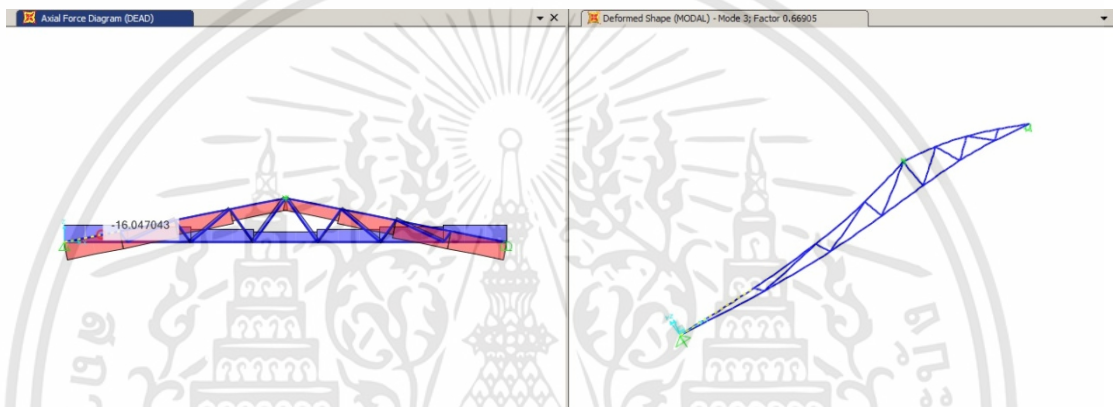 Axial Force Diagram (DEAD)
Deformed Shape (MODAL) - Mode 3; Factor 0.66905
-16.047043